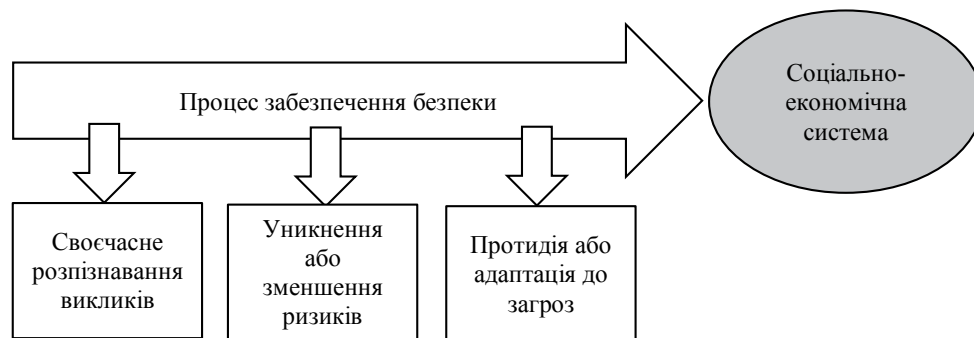 Процес забезпечення безпеки
Соціально-
економічна
система
Своєчасне
розпізнавання
викликів
Уникнення
або
зменшення
ризиків
Протидія або
адаптація до
загроз